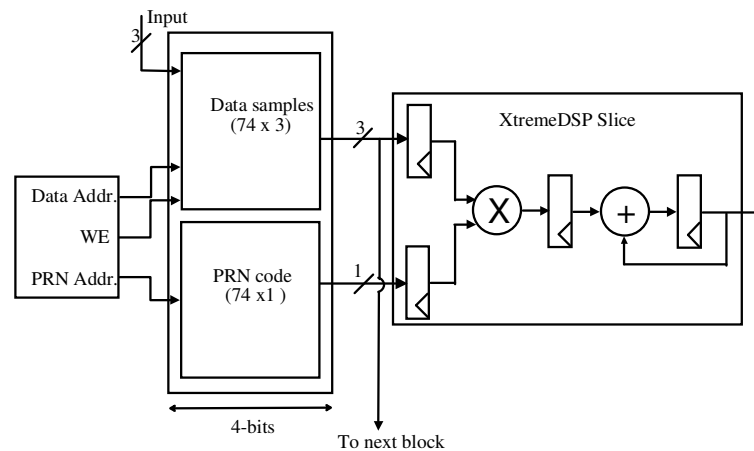 Input
3
Data samples
(74 x 3)
3
XtremeDSP Slice
Data Addr.
WE
PRN Addr.
X
+
PRN code
(74 x1 )
1
4-bits
To next block